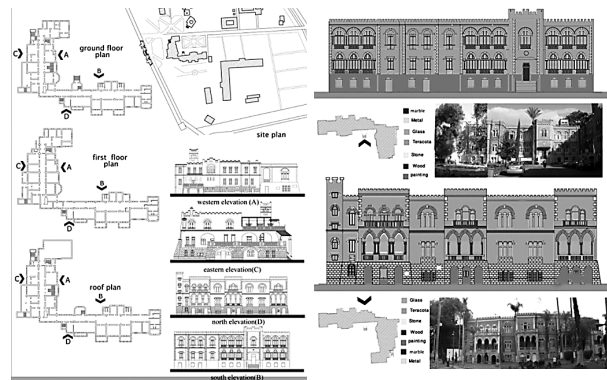 ground floor
plan
C
A
B
D
site plan
first floor
plan
C
A
B
D
western elevation (A)
eastern elevation(C)
roof plan
C
A
B
D
north elevation(D)
south elevation(B)
marble
Metal
Glass
Teracota
Stone
Wood
painting
Glass
Teracota
Stone
Wood
painting
marble
Metal